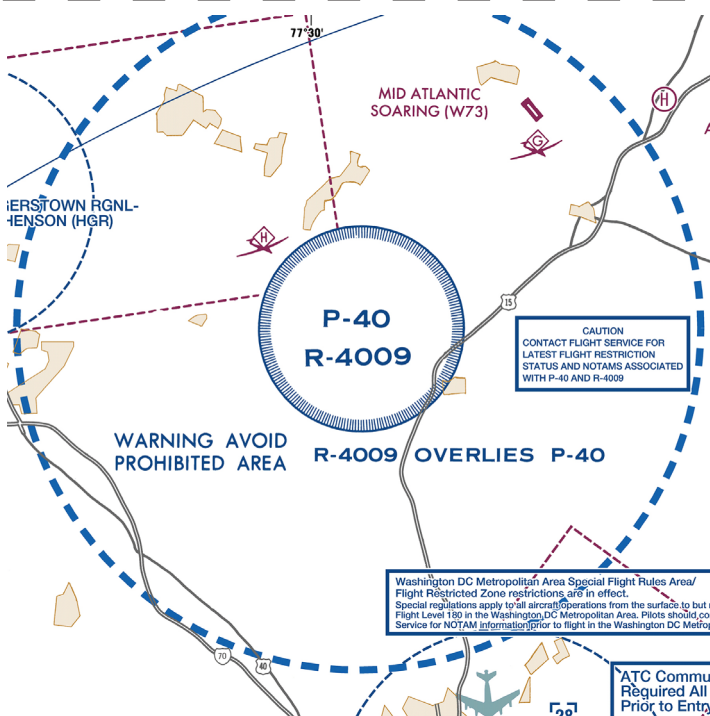 77°30'
MID ATLANTIC
SOARING (W73)
H
G
GERSTOWN RGNL-
HENSON (HGR)
H
P-40
R-4009
15
CAUTION
CONTACT FLIGHT SERVICE FOR
LATEST FLIGHT RESTRICTION
STATUS AND NOTAMS ASSOCIATED
WITH P-40 AND R-4009
WARNING AVOID
PROHIBITED AREA
R-4009 OVERLIES P-40
Washington DC Metropolitan Area Special Flight Rules Area/
Flight Restricted Zone restrictions are in effect.
Special regulations apply to all aircraft operations from the surface to but
Flight Level 180 in the Washington DC Metropolitan Area. Pilots should co
Service for NOTAM information prior to flight in the Washington DC Metrop
70
40
28
ATC Commu
Required All
Prior to Entry